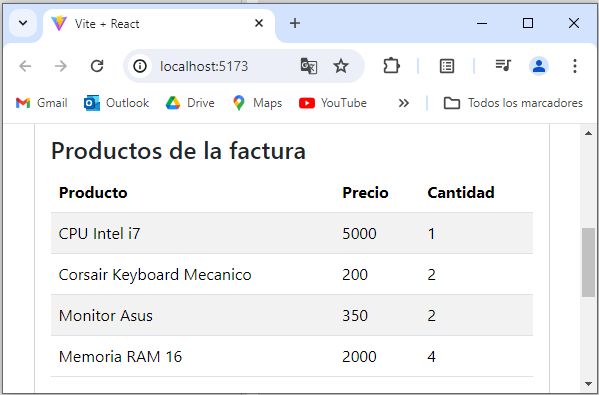 Vite + React
localhost:5173
Gmail Outlook Drive Maps YouTube Todos los marcadores
Productos de la factura
Producto Precio Cantidad
CPU Intel i7 5000 1
Corsair Keyboard Mecanico 200 2
Monitor Asus 350 2
Memoria RAM 16 2000 4